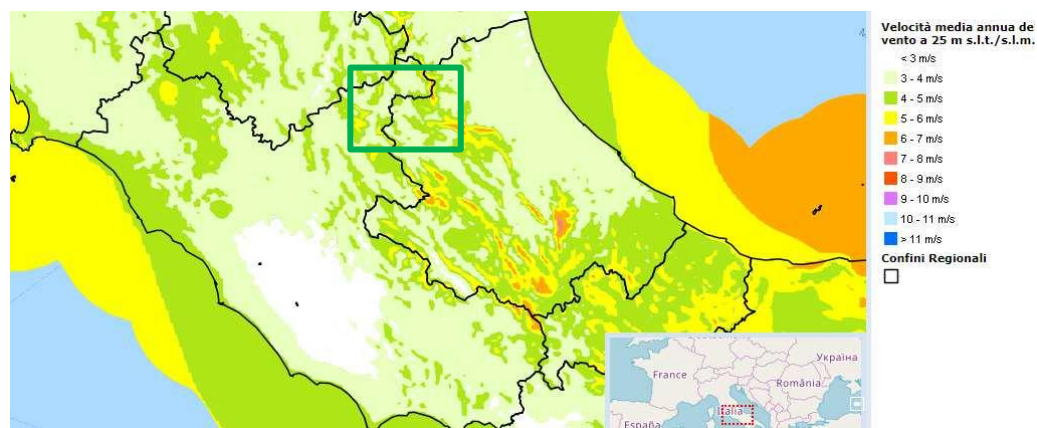 Velocità media annua de
vento a 25 m s.l.t./s.l.m.
< 3 m/s
3 - 4 m/s
4 - 5 m/s
5 - 6 m/s
6 - 7 m/s
7 - 8 m/s
8 - 9 m/s
9 - 10 m/s
10 - 11 m/s
> 11 m/s
Confini Regionali
Україна
France
România
Italia
España